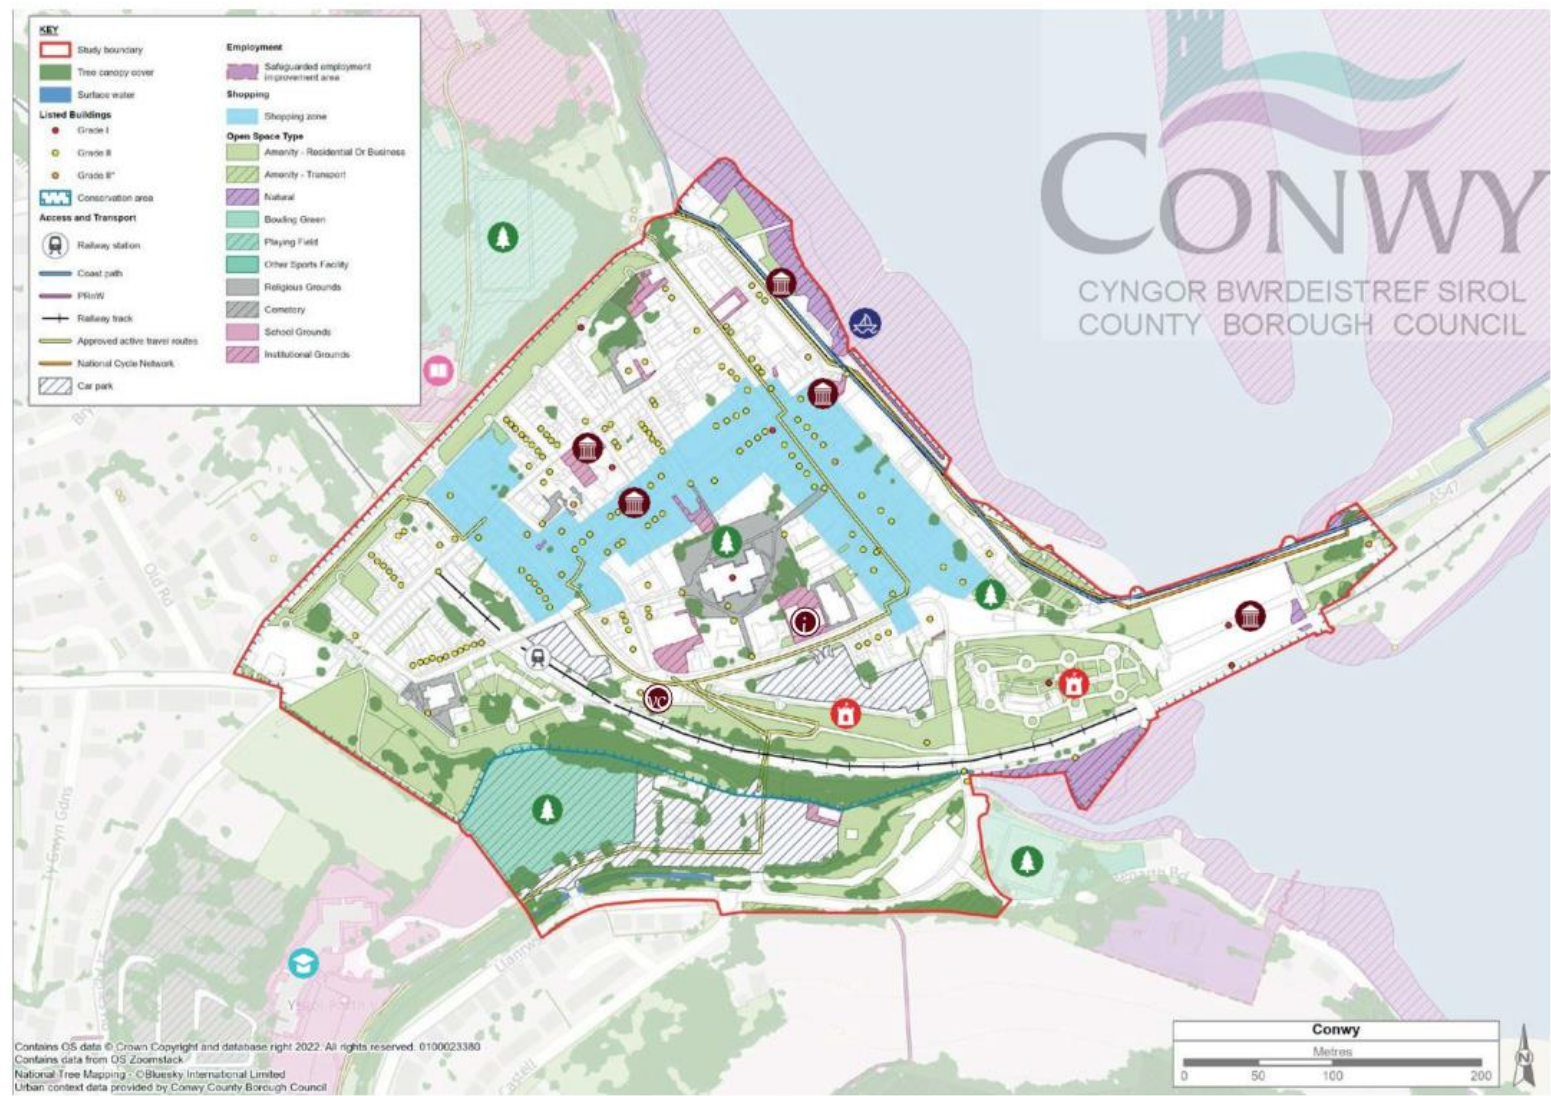 KEY
Study boundary
Tree canopy cover
Surface water
Listed Buildings
Grade I
Grade II
Grade II*
Conservation area
Access and Transport
Railway station
Coast path
PRoW
Railway track
Approved active travel routes
National Cycle Network
Car park
Employment
Safeguarded employment
improvement area
Shopping
Shopping zone
Open Space Type
Amenity - Residential Or Business
Amenity - Transport
Natural
Bowling Green
Playing Field
Other Sports Facility
Religious Grounds
Cemetery
School Grounds
Institutional Grounds
CONWY
CYNGOR BWRDEISTREF SIROL
COUNTY BOROUGH COUNCIL
A547
Old Rd
Ty Gwyn Gdns
i
VC
Contains OS data © Crown Copyright and database right 2022. All rights reserved. 0100023380
Contains data from OS Zoomstack
National Tree Mapping - ©Bluesky International Limited
Urban context data provided by Conwy County Borough Council
Conwy
Metres
0 50 100 200
N